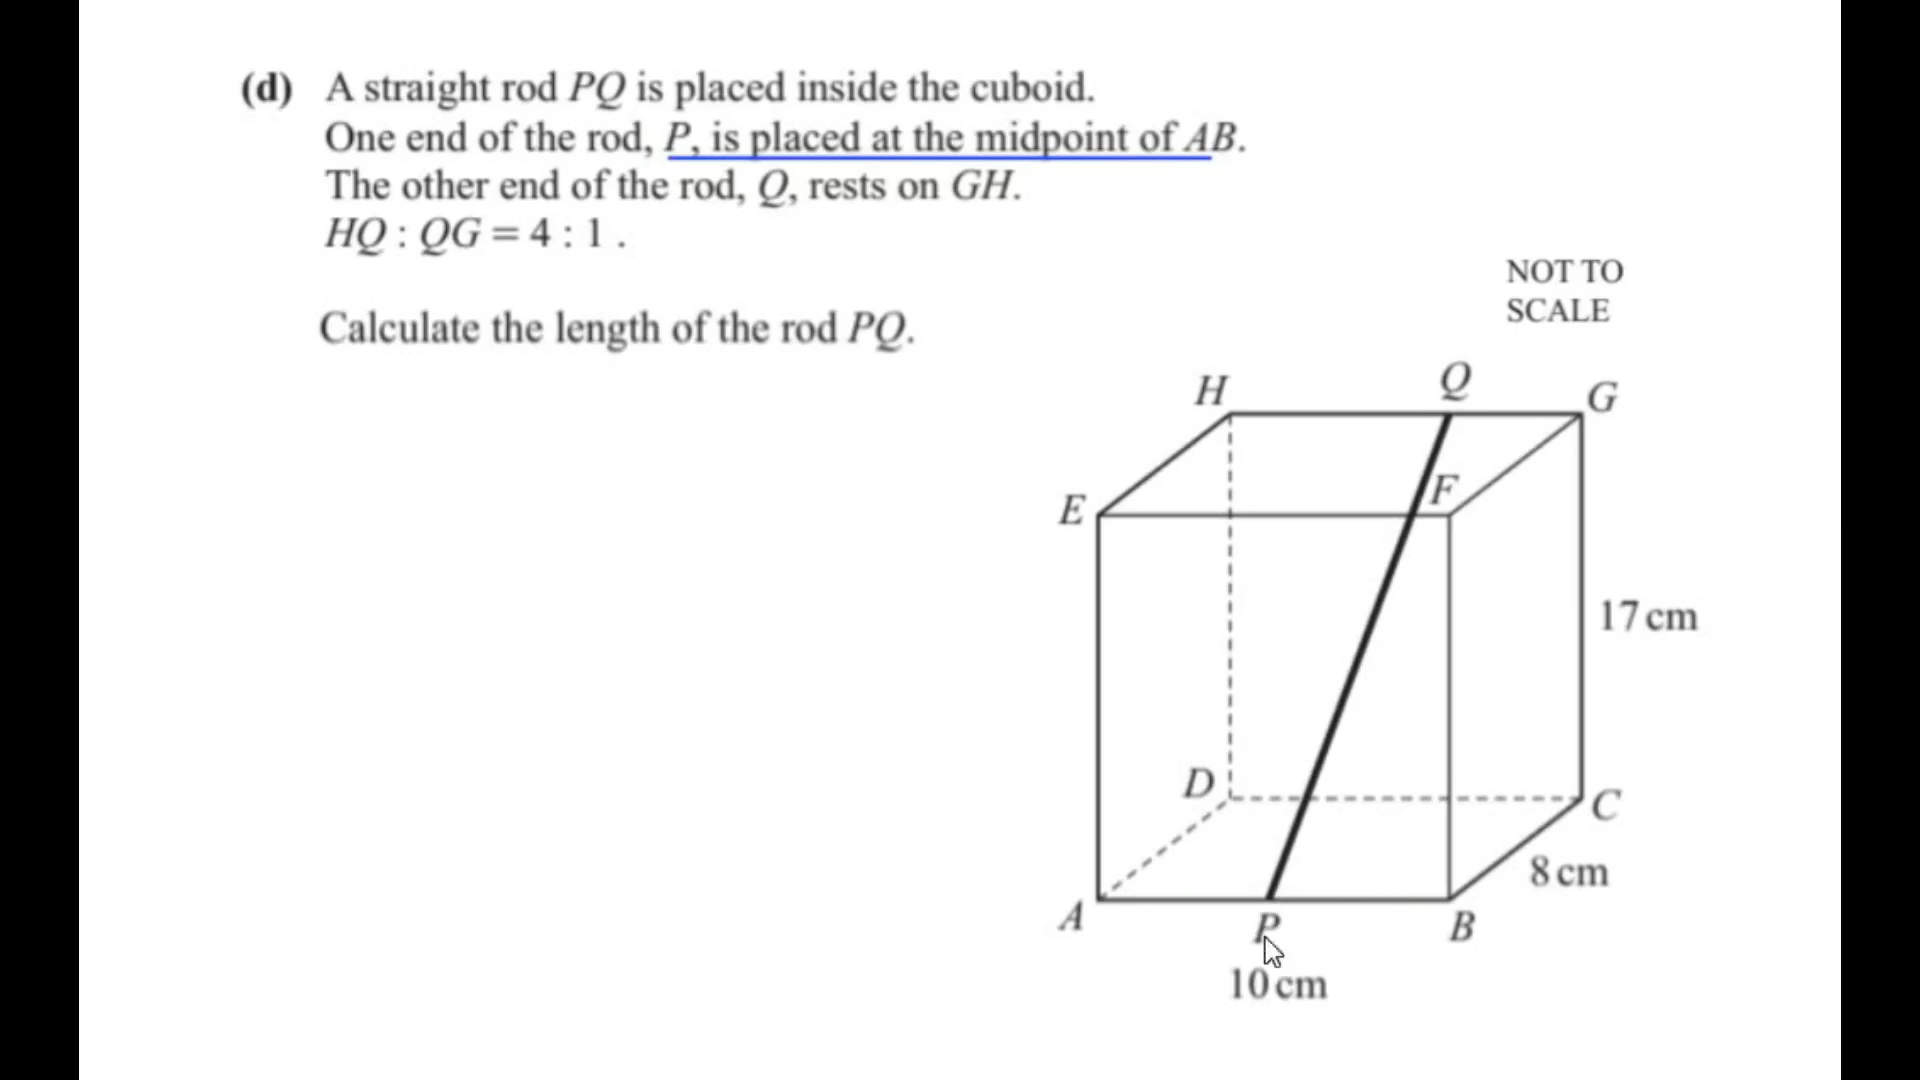 (d) A straight rod PQ is placed inside the cuboid.
One end of the rod, P, is placed at the midpoint of AB.
The other end of the rod, Q, rests on GH.
HQ : QG = 4 : 1 .
NOT TO
SCALE
Calculate the length of the rod PQ.
H
Q
G
E
F
17 cm
D
C
8 cm
A
P
B
10 cm